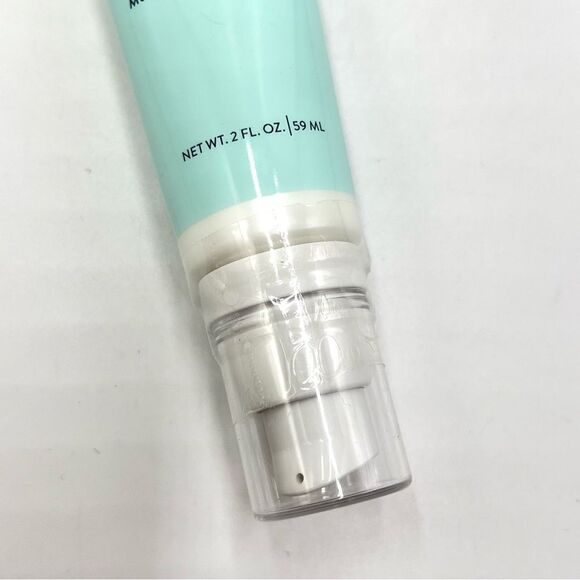 NET WT. 2 FL. OZ. | 59 ML